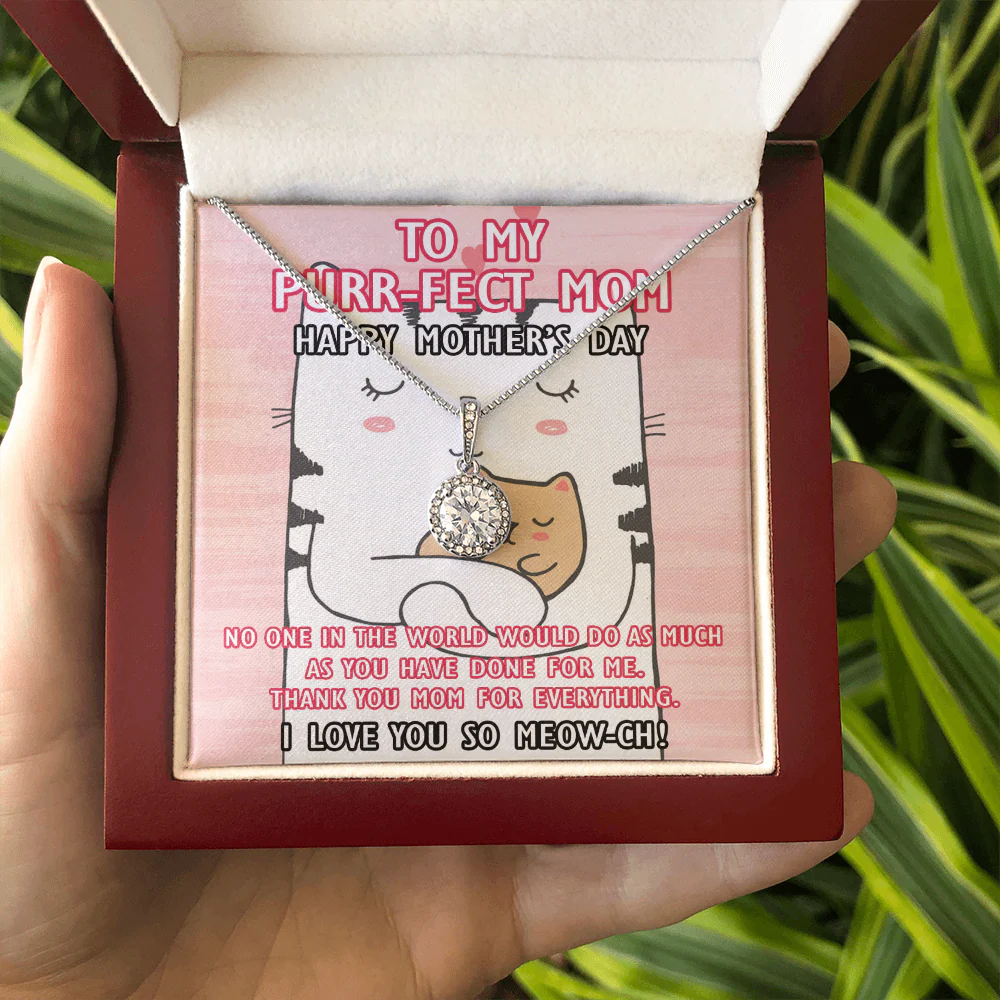 TO MY
PURR-FECT MOM
HAPPY MOTHER'S DAY
NO ONE IN THE WORLD WOULD DO AS MUCH
AS YOU HAVE DONE FOR ME.
THANK YOU MOM FOR EVERYTHING.
I LOVE YOU SO MEOW-CH!